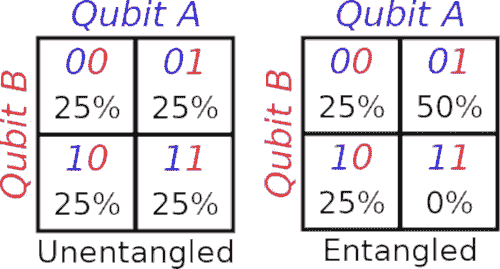 Qubit A
Qubit B
00 01
25% 25%
10 11
25% 25%
Unentangled
Qubit A
Qubit B
00 01
25% 50%
10 11
25% 0%
Entangled